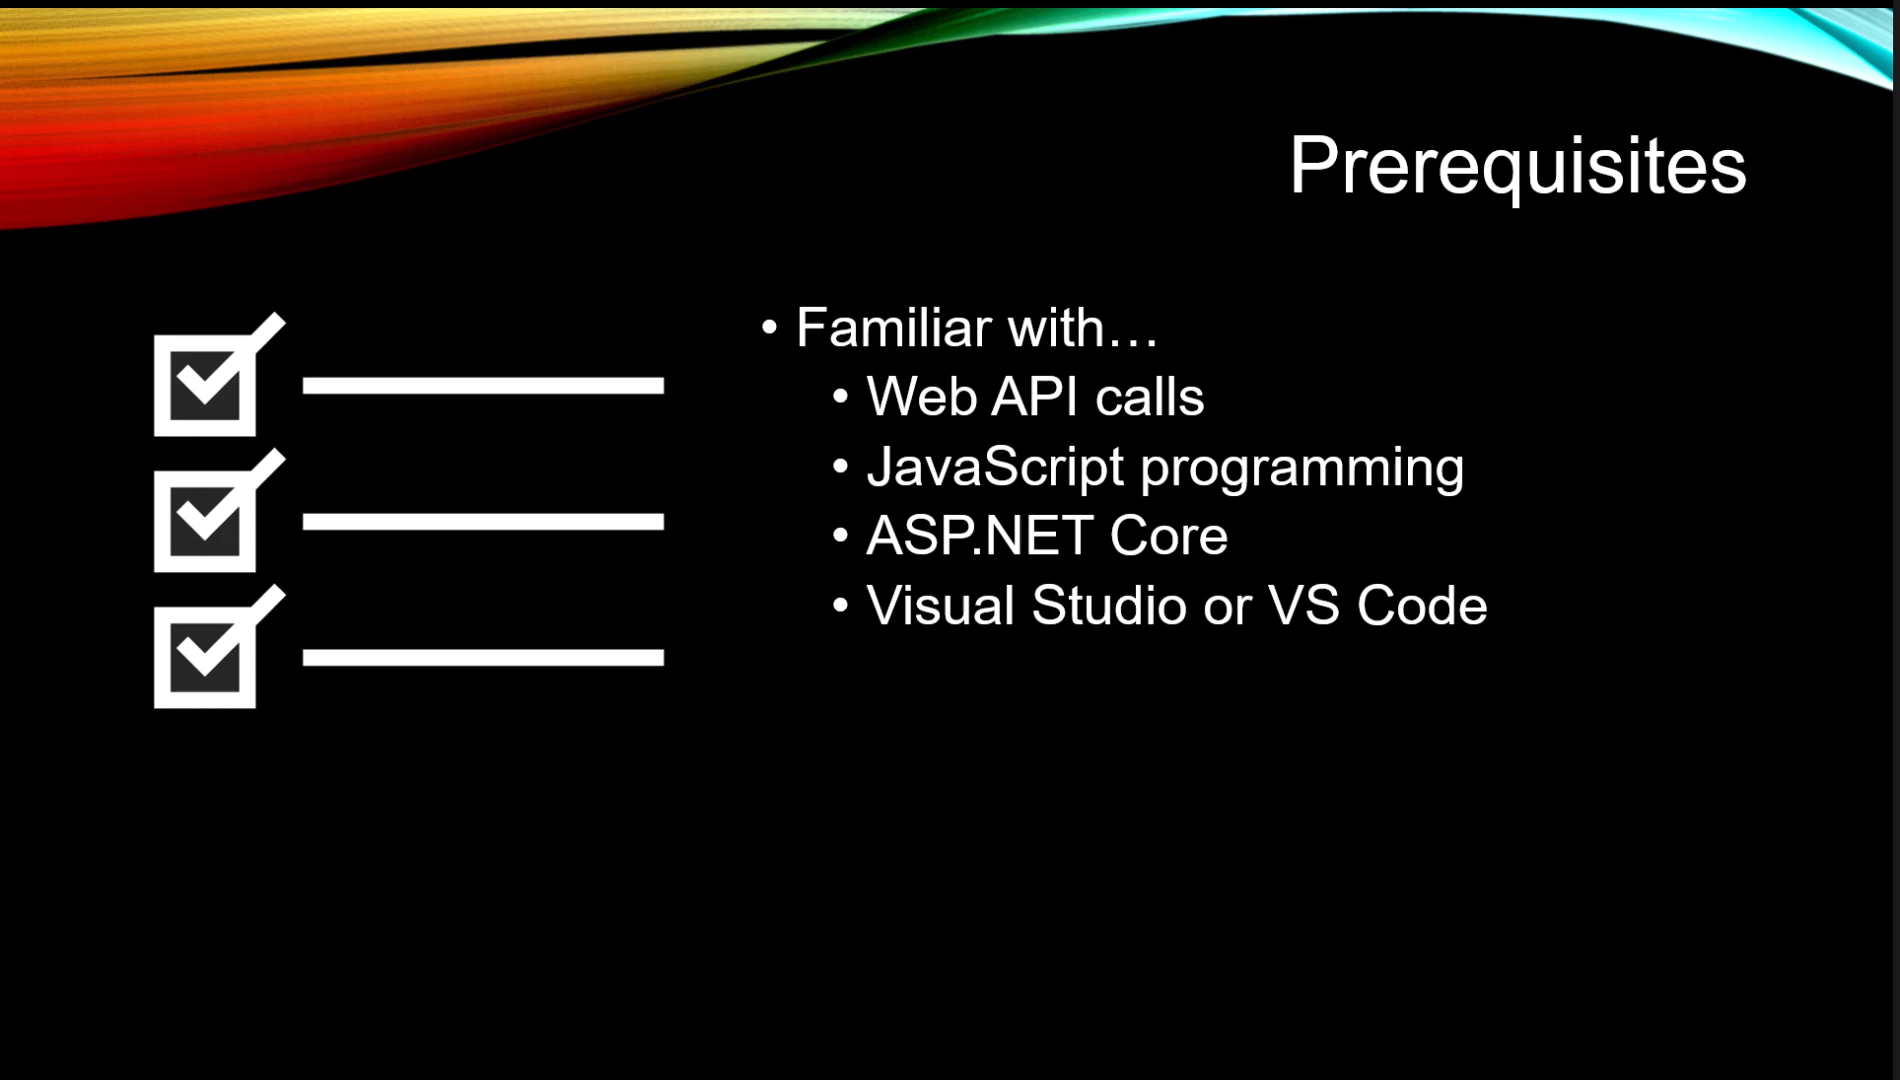 Prerequisites
• Familiar with…
• Web API calls
• JavaScript programming
• ASP.NET Core
• Visual Studio or VS Code